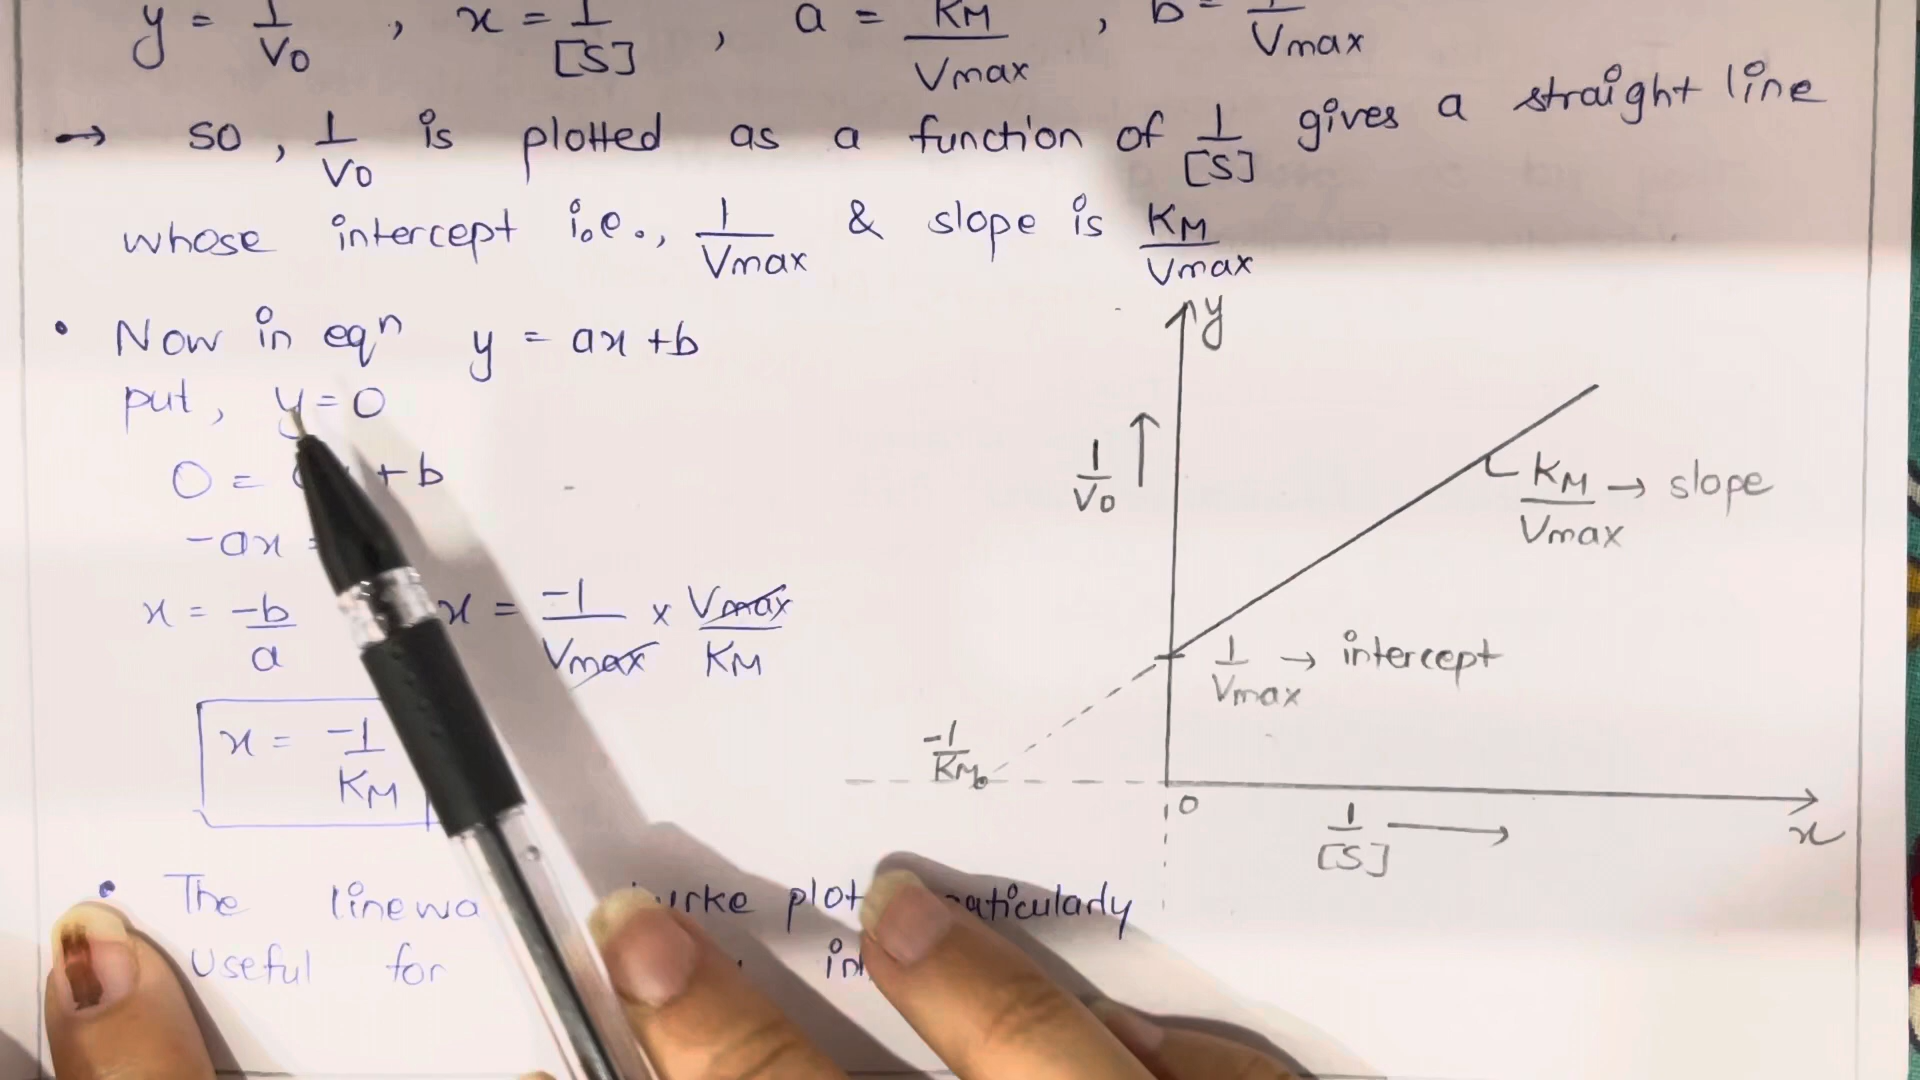 y = 1/V0 , x = 1/[S] , a = KM/Vmax , b = 1/Vmax
→ so , 1/V0 is plotted as a function of 1/[S] gives a straight line
whose intercept i.e., 1/Vmax & slope is KM/Vmax
• Now in eqn y = ax + b
put, y = 0
0 = + b
-ax =
x = -b/a x = -1/Vmax x Vmax/KM
x = -1/KM
y
1/V0 ↑
KM/Vmax → slope
1/Vmax → intercept
-1/KM
0
1/[S] →
x
• The plot
useful for